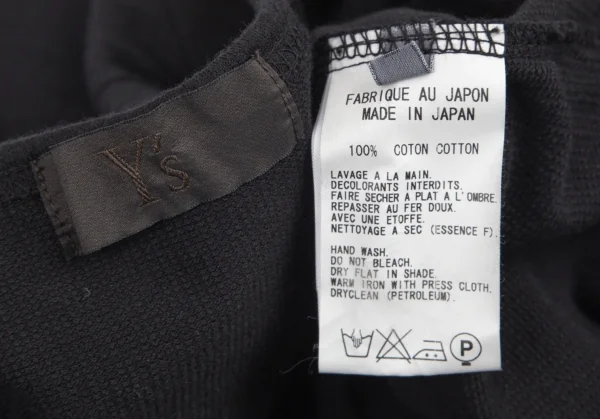 Y's
FABRIQUE AU JAPON
MADE IN JAPAN
100% COTON COTTON
LAVAGE A LA MAIN.
DECOLORANTS INTERDITS.
FAIRE SECHER A PLAT A L'OMBRE.
REPASSER AU FER DOUX.
AVEC UNE ETOFFE.
NETTOYAGE A SEC (ESSENCE F).
HAND WASH.
DO NOT BLEACH.
DRY FLAT IN SHADE.
WARM IRON WITH PRESS CLOTH.
DRYCLEAN (PETROLEUM).
P